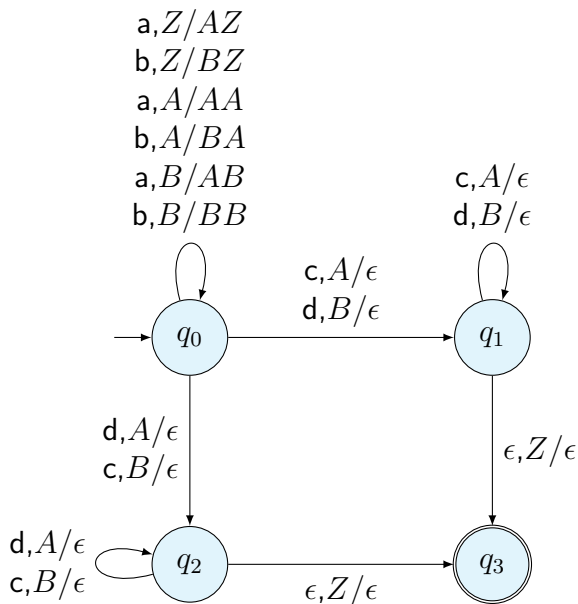 a,Z/AZ
b,Z/BZ
a,A/AA
b,A/BA
a,B/AB
b,B/BB
c,A/ϵ
d,B/ϵ
c,A/ϵ
d,B/ϵ
q₀
q₁
d,A/ϵ
c,B/ϵ
ϵ,Z/ϵ
d,A/ϵ
c,B/ϵ
q₂
ϵ,Z/ϵ
q₃